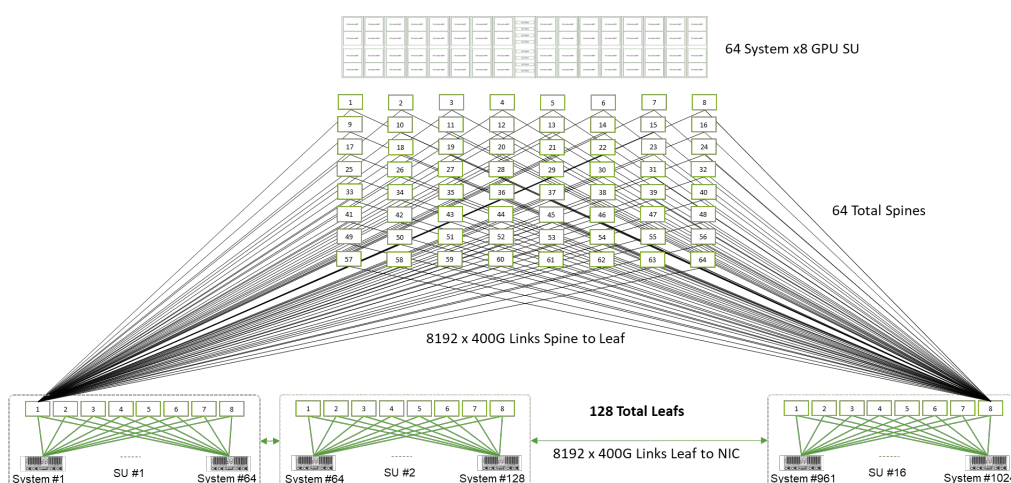 64 System x8 GPU SU
1 2 3 4 5 6 7 8
9 10 11 12 13 14 15 16
17 18 19 20 21 22 23 24
25 26 27 28 29 30 31 32
33 34 35 36 37 38 39 40
64 Total Spines
41 42 43 44 45 46 47 48
49 50 51 52 53 54 55 56
57 58 59 60 61 62 63 64
8192 x 400G Links Spine to Leaf
1 2 3 4 5 6 7 8
1 2 3 4 5 6 7 8
128 Total Leafs
1 2 3 4 5 6 7 8
8192 x 400G Links Leaf to NIC
System #1 SU #1 System #64
System #64 SU #2 System #128
System #961 SU #16 System #1024